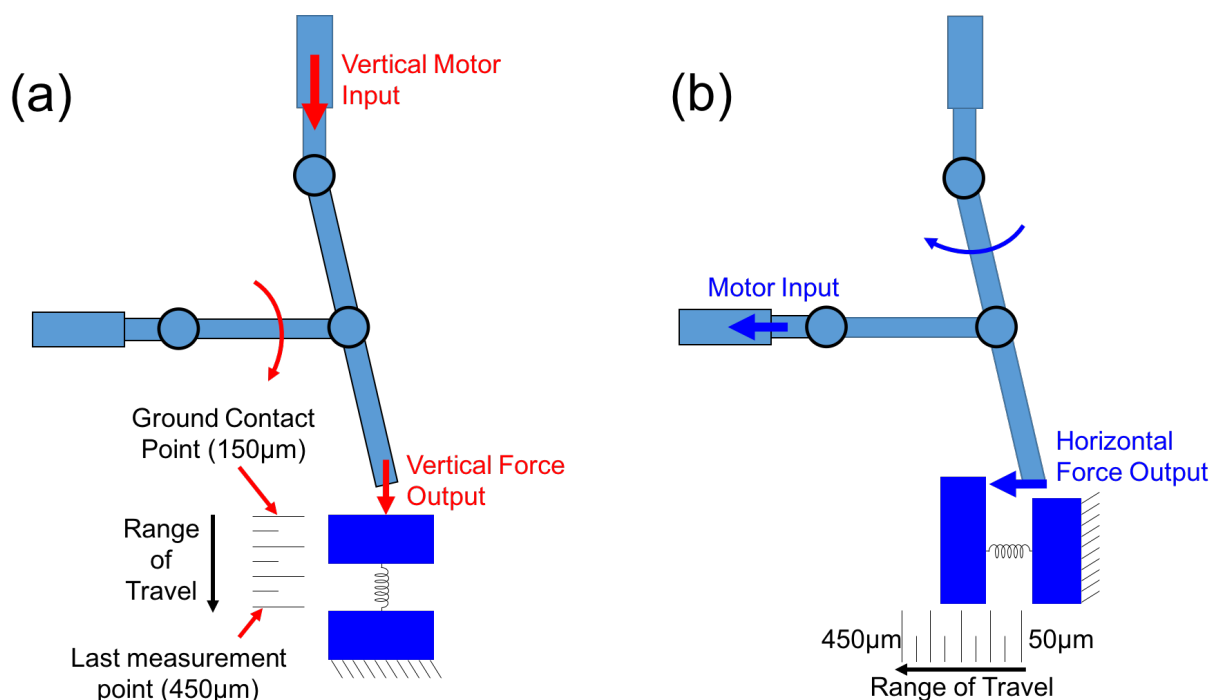 (a)
Vertical Motor
Input
Ground Contact
Point (150μm)
Vertical Force
Output
Range
of
Travel
Last measurement
point (450μm)
(b)
Motor Input
Horizontal
Force Output
450μm
50μm
Range of Travel